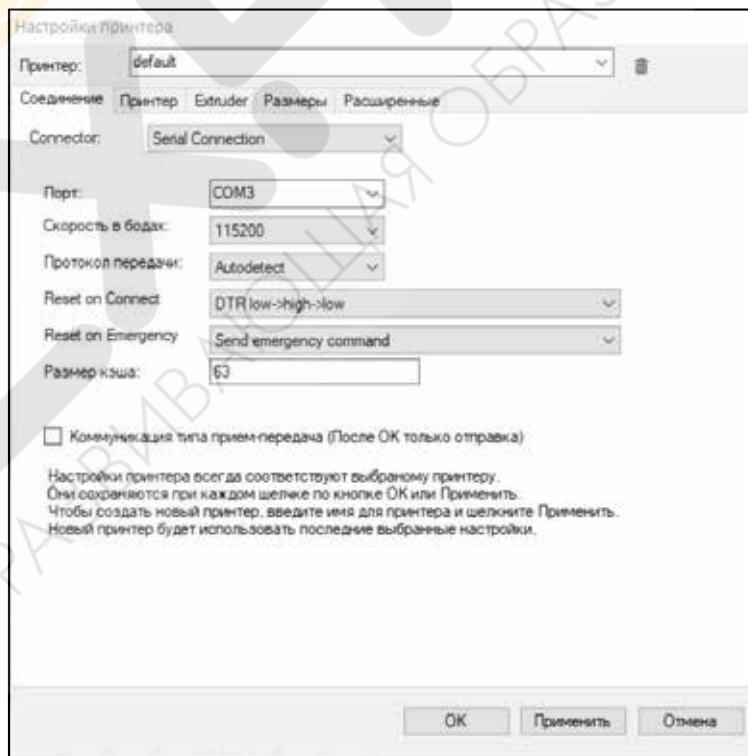 Настройки принтера
Принтер: default
Соединение Принтер Extruder Размеры Расширенные
Connector: Serial Connection
Порт: COM3
Скорость в бодах: 115200
Протокол передачи: Autodetect
Reset on Connect DTR low->high->low
Reset on Emergency Send emergency command
Размер кэша: 63
Коммуникация типа прием-передача (После ОК только отправка)
Настройки принтера всегда соответствуют выбраному принтеру.
Они сохраняются при каждом щелчке по кнопке ОК или Применить.
Чтобы создать новый принтер, введите имя для принтера и щелкните Применить.
Новый принтер будет использовать последние выбранные настройки.
OK Применить Отмена